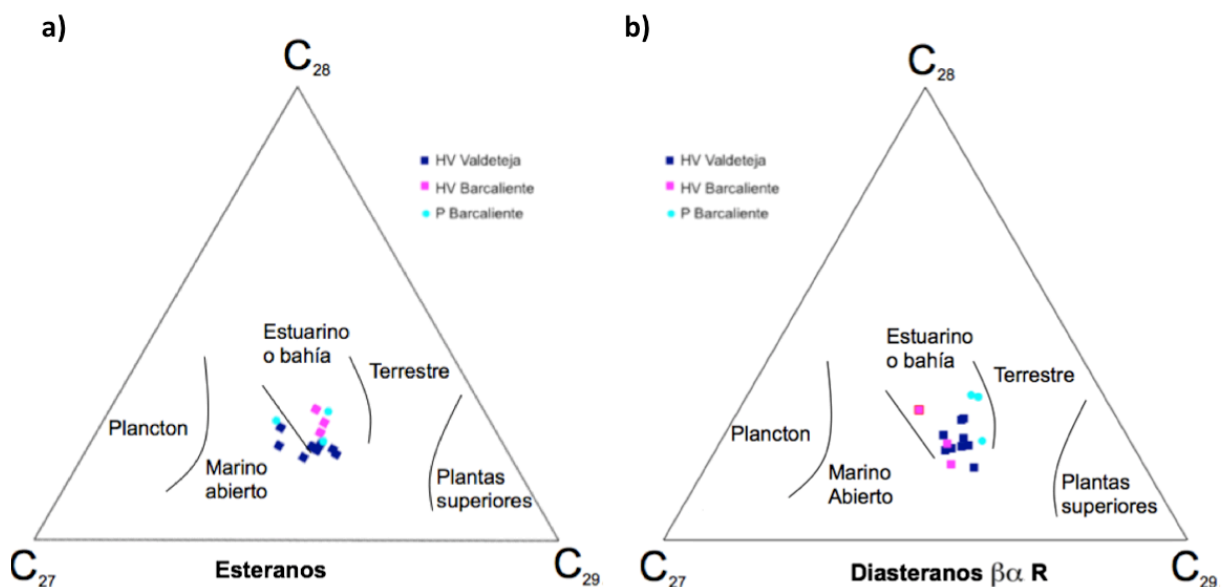 a)
C28
HV Valdeteja
HV Barcaliente
P Barcaliente
Estuarino
o bahía
Terrestre
Plancton
Marino
abierto
Plantas
superiores
C27
Esteranos
C29
b)
C28
HV Valdeteja
HV Barcaliente
P Barcaliente
Estuarino
o bahía
Terrestre
Plancton
Marino
Abierto
Plantas
superiores
C27
Diasteranos βα R
C29